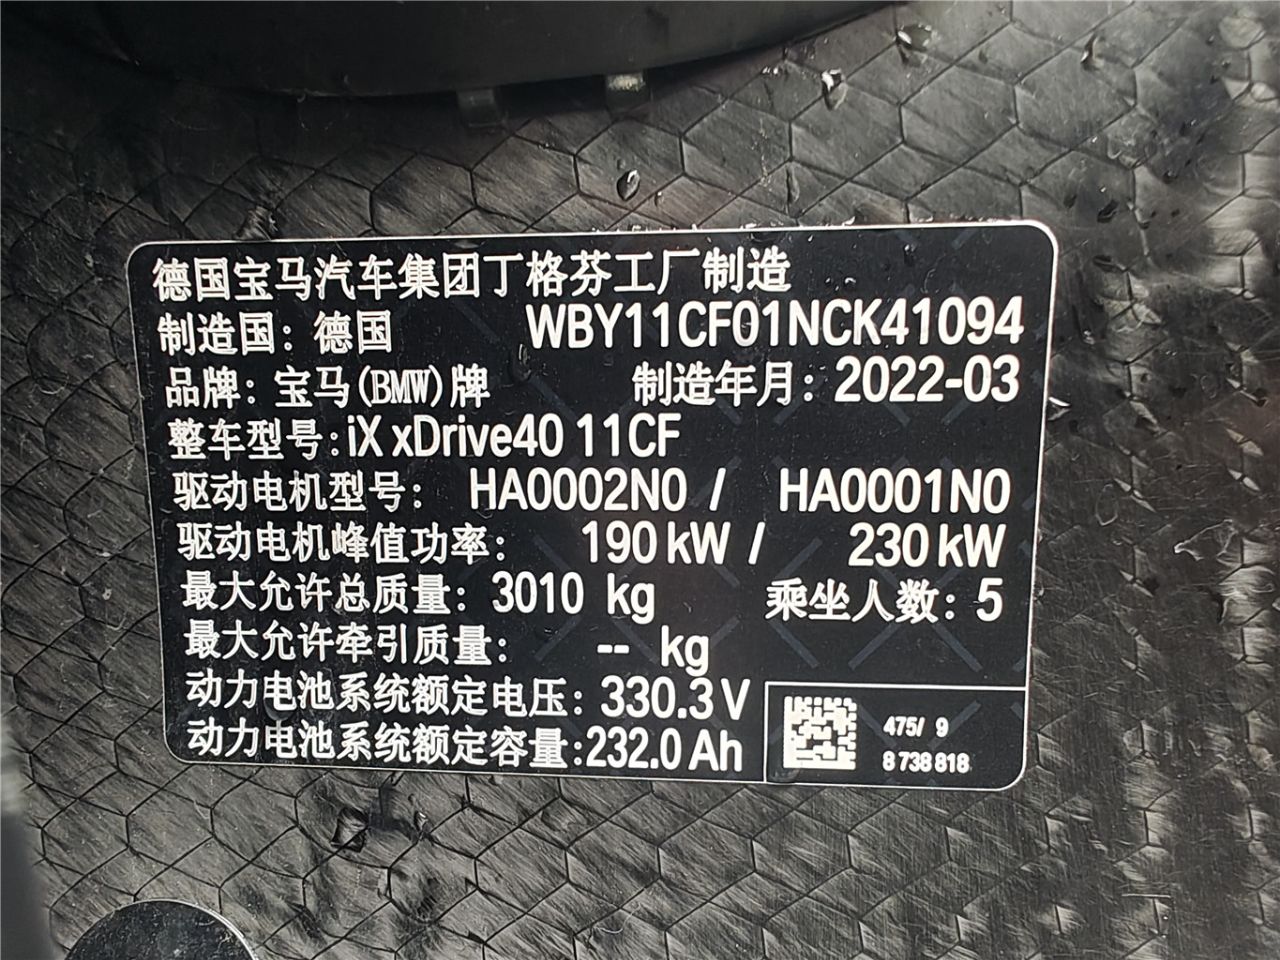 德国宝马汽车集团丁格芬工厂制造
制造国：德国 WBY11CF01NCK41094
品牌：宝马(BMW)牌 制造年月：2022-03
整车型号：iX xDrive40 11CF
驱动电机型号： HA0002N0 / HA0001N0
驱动电机峰值功率： 190 kW / 230 kW
最大允许总质量：3010 kg 乘坐人数：5
最大允许牵引质量： -- kg
动力电池系统额定电压：330.3 V
动力电池系统额定容量：232.0 Ah
475/ 9
8 738 818